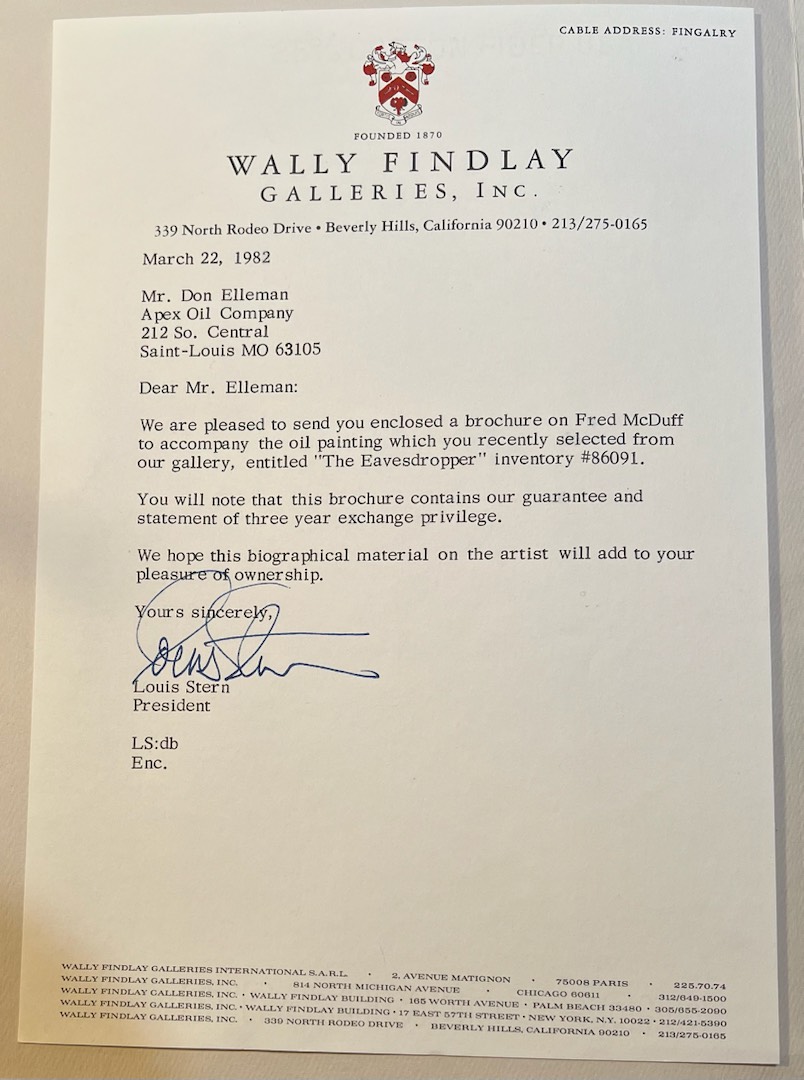 CABLE ADDRESS: FINGALRY
FOUNDED 1870
WALLY FINDLAY
GALLERIES, INC.
339 North Rodeo Drive • Beverly Hills, California 90210 • 213/275-0165
March 22, 1982
Mr. Don Elleman
Apex Oil Company
212 So. Central
Saint-Louis MO 63105
Dear Mr. Elleman:
We are pleased to send you enclosed a brochure on Fred McDuff
to accompany the oil painting which you recently selected from
our gallery, entitled "The Eavesdropper" inventory #86091.
You will note that this brochure contains our guarantee and
statement of three year exchange privilege.
We hope this biographical material on the artist will add to your
pleasure of ownership.
Yours sincerely,
Louis Stern
Louis Stern
President
LS:db
Enc.
WALLY FINDLAY GALLERIES INTERNATIONAL S.A.R.L. • 2, AVENUE MATIGNON • 75008 PARIS • 225.70.74
WALLY FINDLAY GALLERIES, INC. • 814 NORTH MICHIGAN AVENUE • CHICAGO 60611 • 312/649-1500
WALLY FINDLAY GALLERIES, INC. • WALLY FINDLAY BUILDING • 165 WORTH AVENUE • PALM BEACH 33480 • 305/655-2090
WALLY FINDLAY GALLERIES, INC. • WALLY FINDLAY BUILDING • 17 EAST 57TH STREET • NEW YORK, N.Y. 10022 • 212/421-5390
WALLY FINDLAY GALLERIES, INC. • 339 NORTH RODEO DRIVE • BEVERLY HILLS, CALIFORNIA 90210 • 213/275-0165